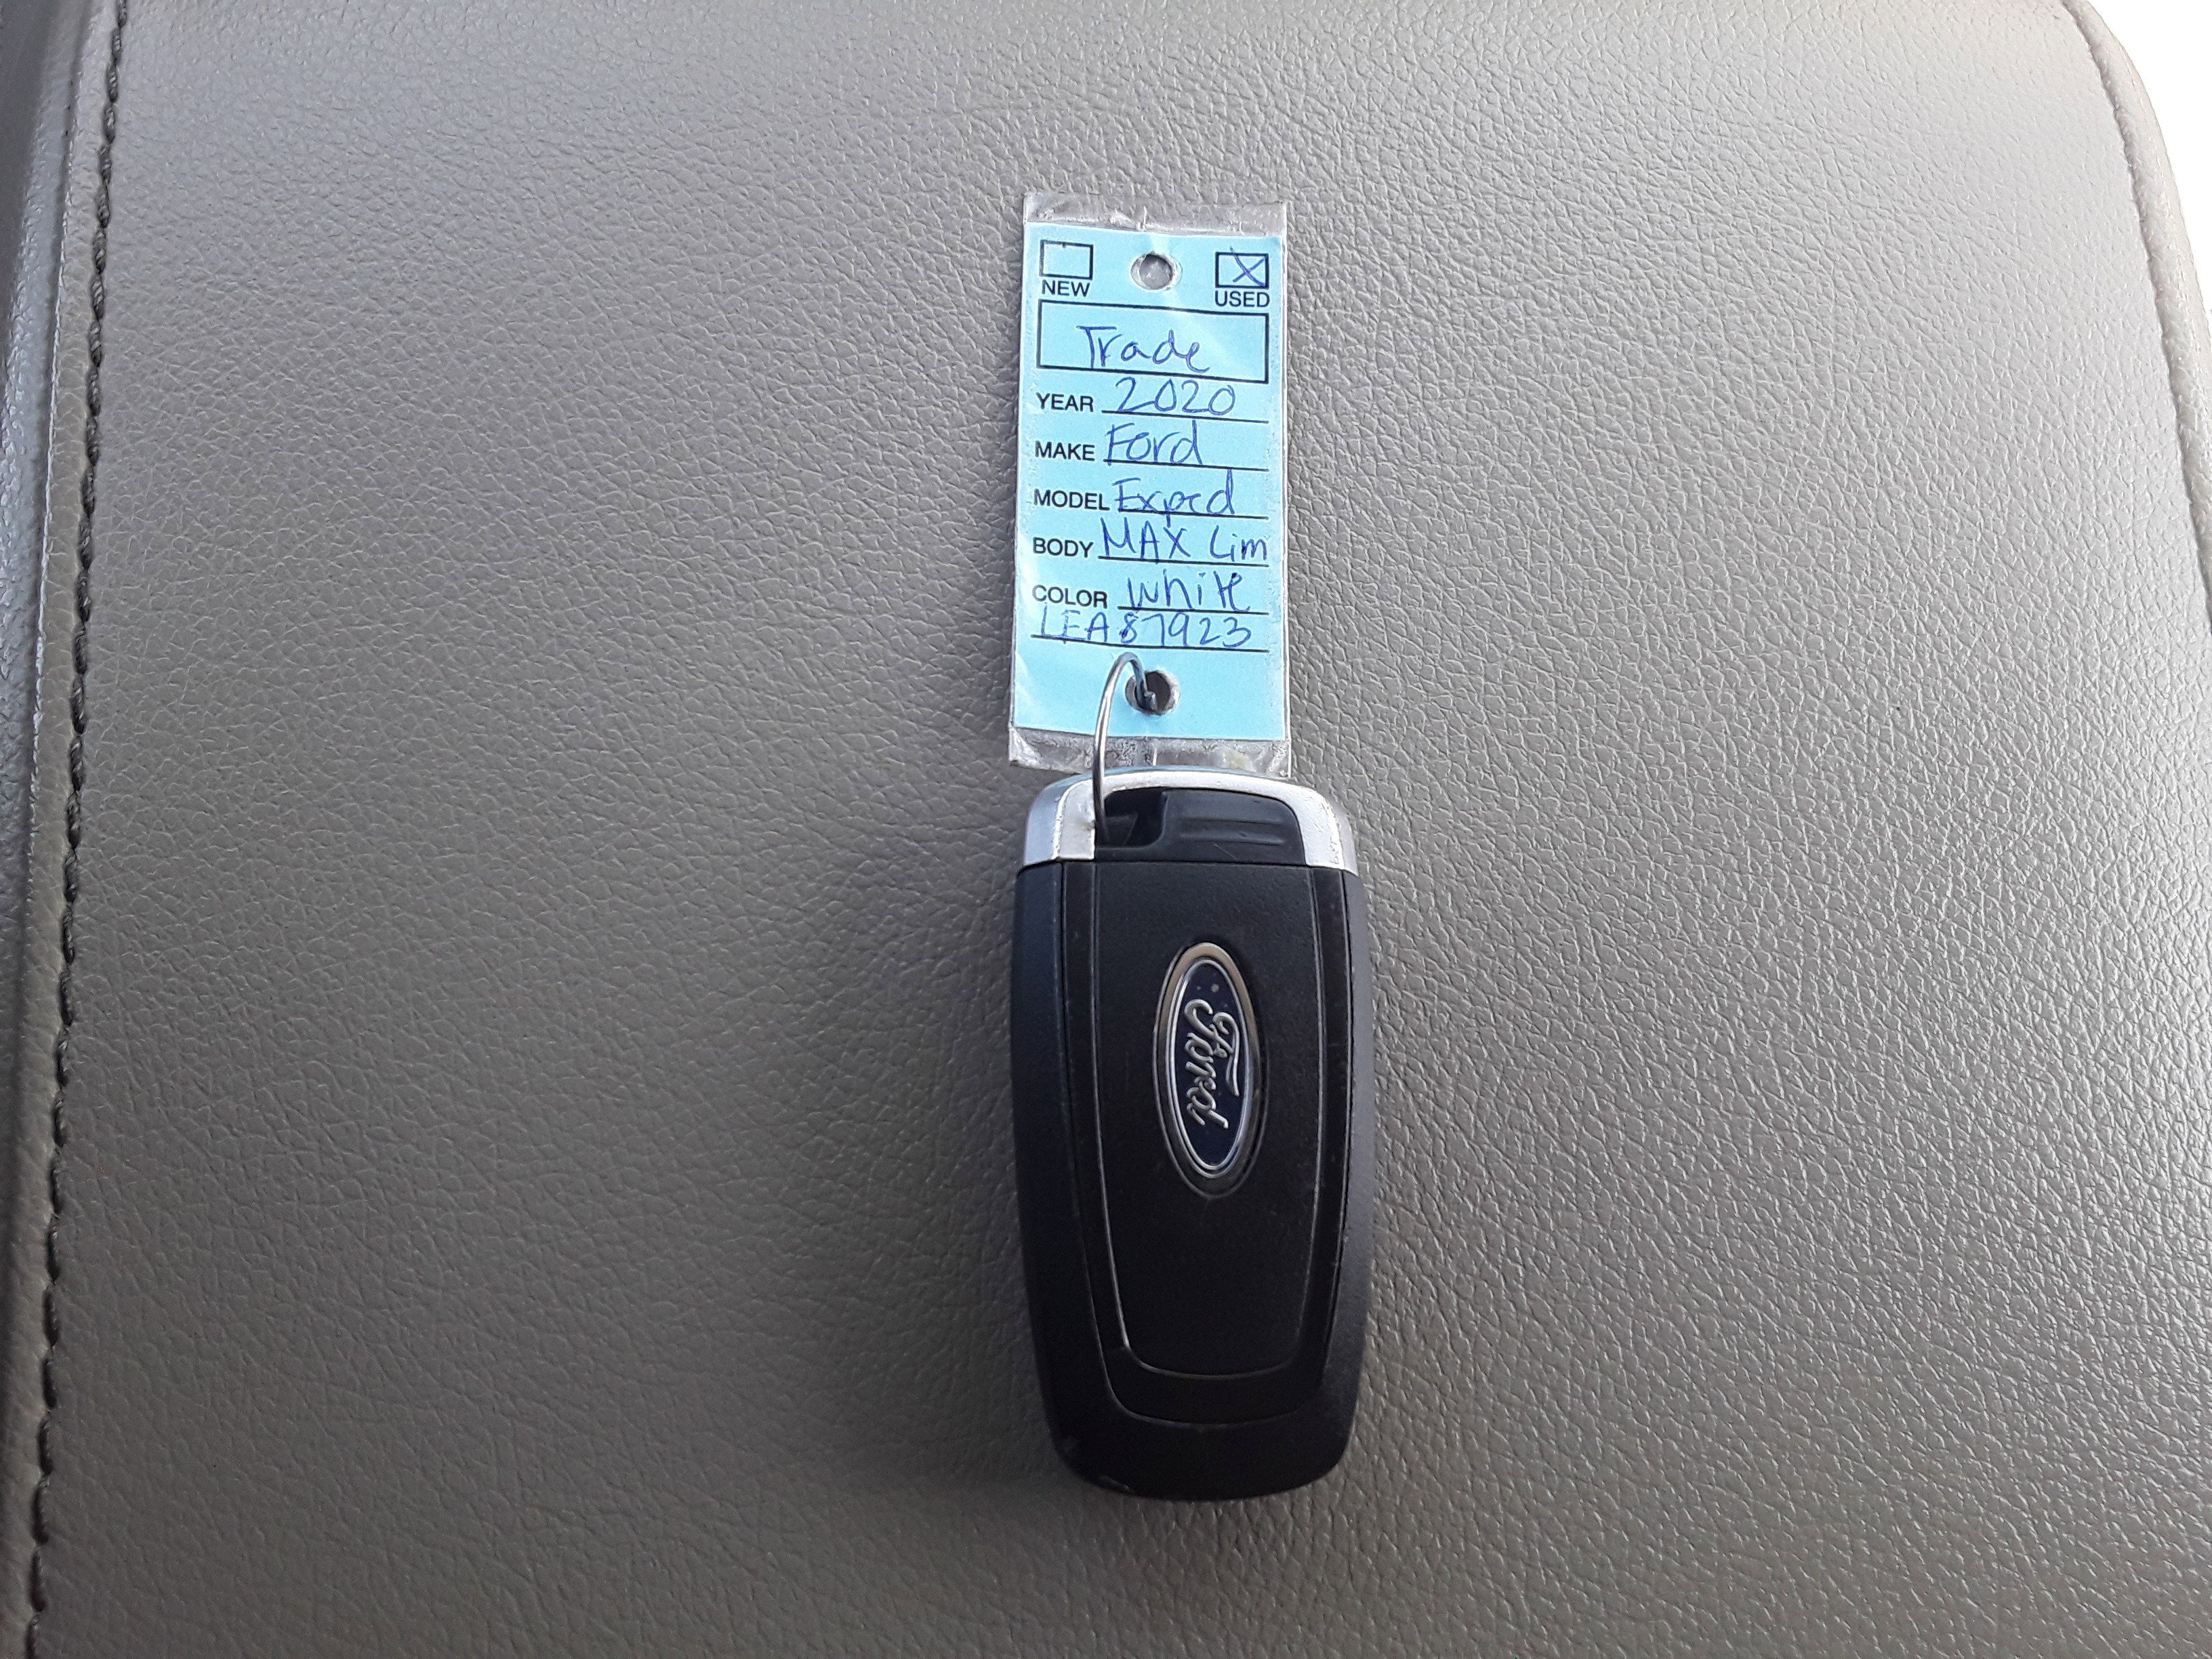 NEW USED
Trade
YEAR 2020
MAKE Ford
MODEL Exped
BODY MAX Lim
COLOR White
LEA87923
Ford